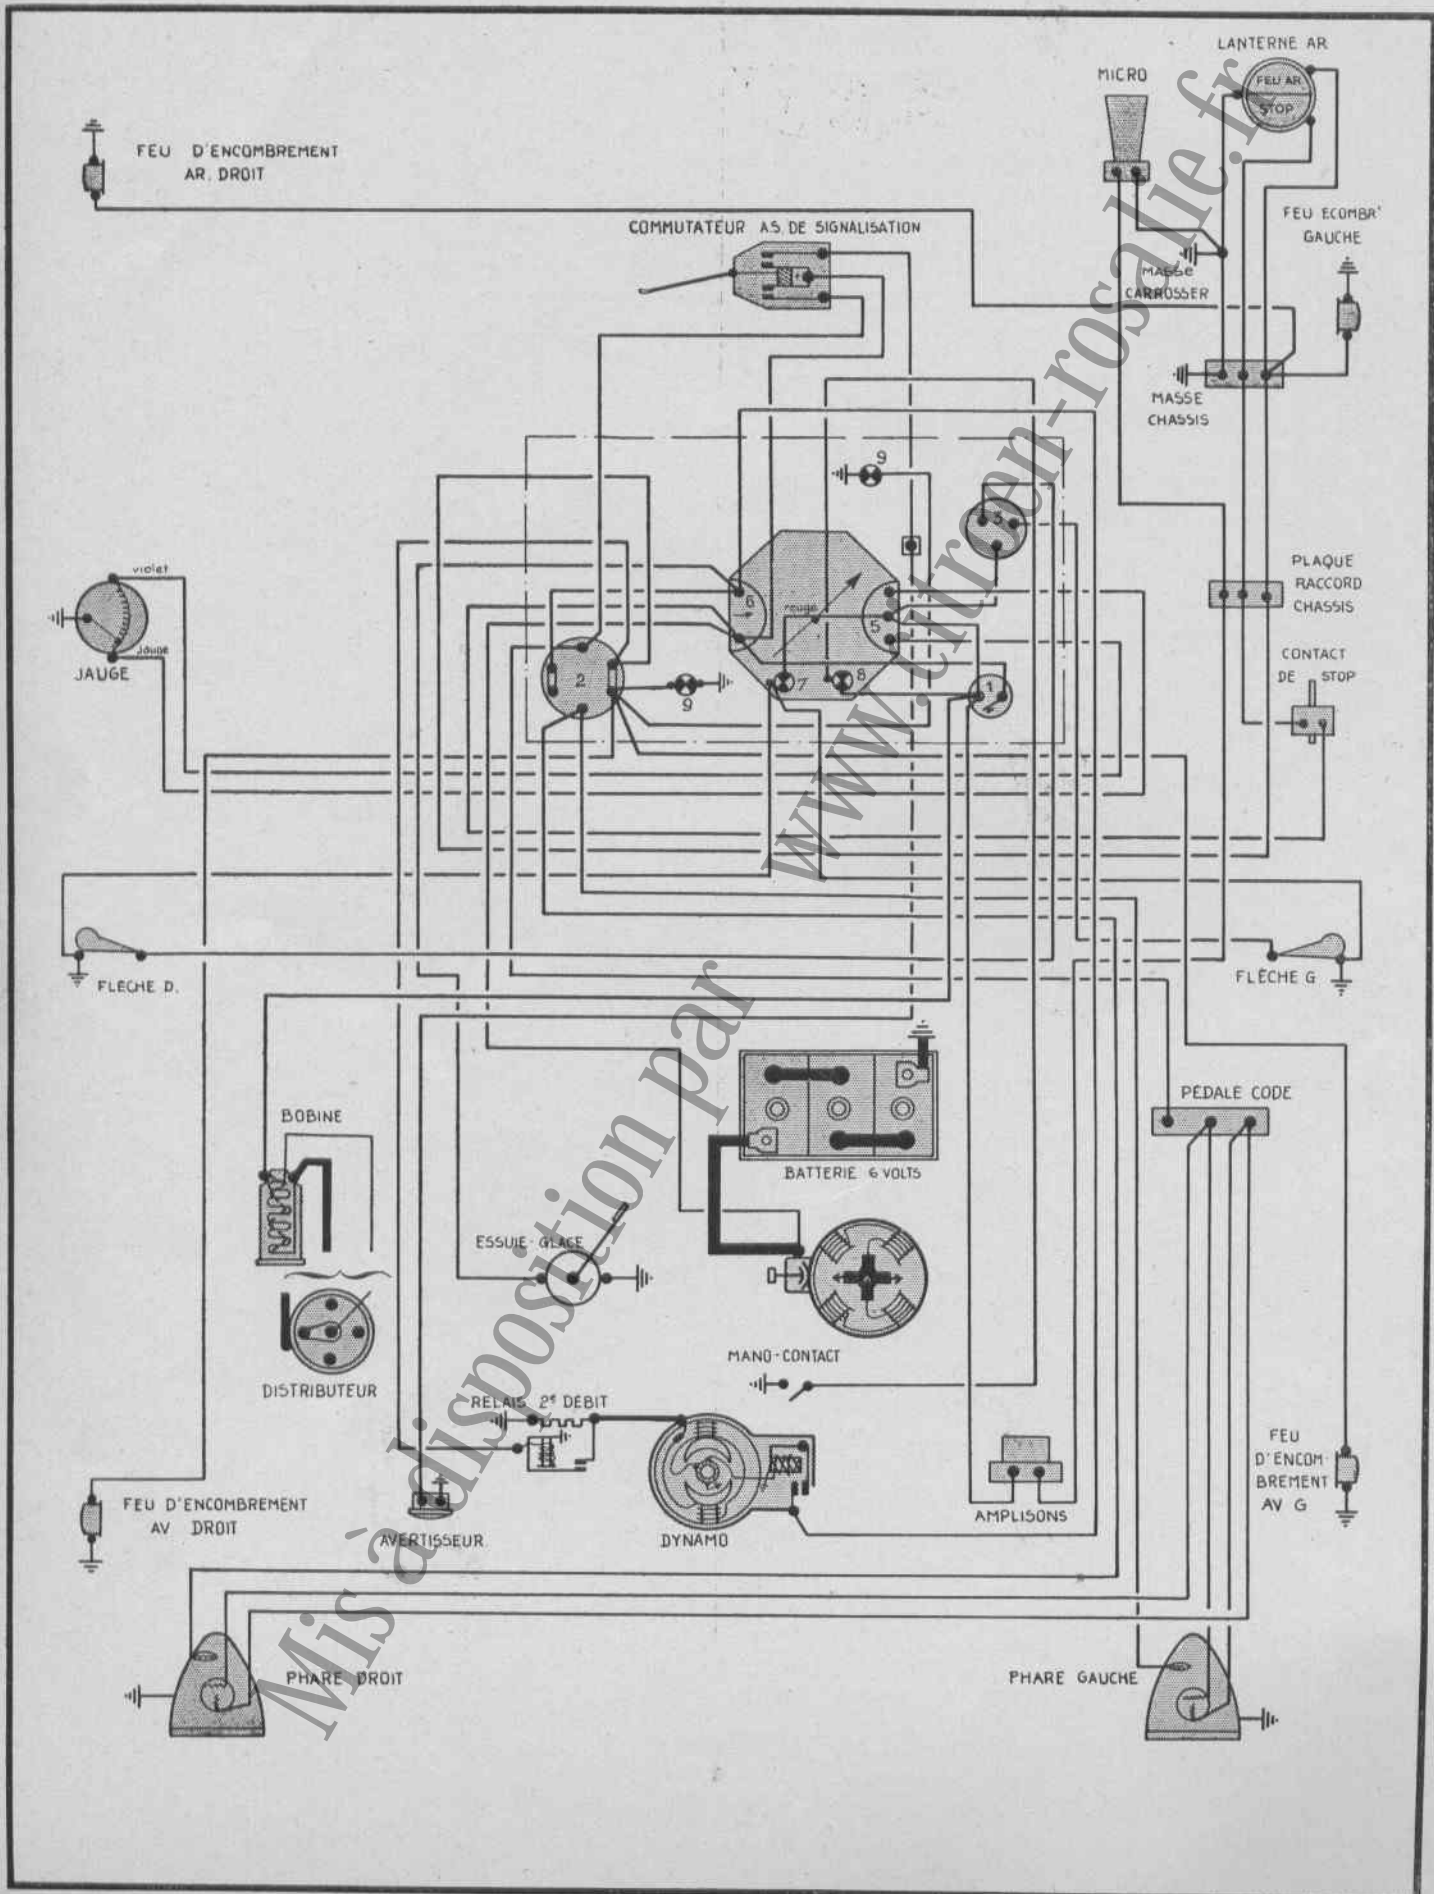 LANTERNE AR
MICRO
FEU AR
STOP
FEU D'ENCOMBREMENT
AR. DROIT
FEU ECOMBR'
GAUCHE
COMMUTATEUR A.S. DE SIGNALISATION
MASSE
CARROSSER
MASSE
CHASSIS
9
3
violet
PLAQUE
RACCORD
CHASSIS
6
rouge
5
jauge
JAUGE
CONTACT
DE STOP
2
9
7
8
1
FLÈCHE D.
FLÈCHE G
PÉDALE CODE
BOBINE
BATTERIE 6 VOLTS
ESSUIE-GLACE
MANO-CONTACT
DISTRIBUTEUR
RELAIS 2e DEBIT
FEU
D'ENCOM-
BREMENT
AV G
FEU D'ENCOMBREMENT
AV DROIT
AVERTISSEUR
DYNAMO
AMPLISONS
PHARE DROIT
PHARE GAUCHE
Mis à disposition par www.citroen-rosalie.fr